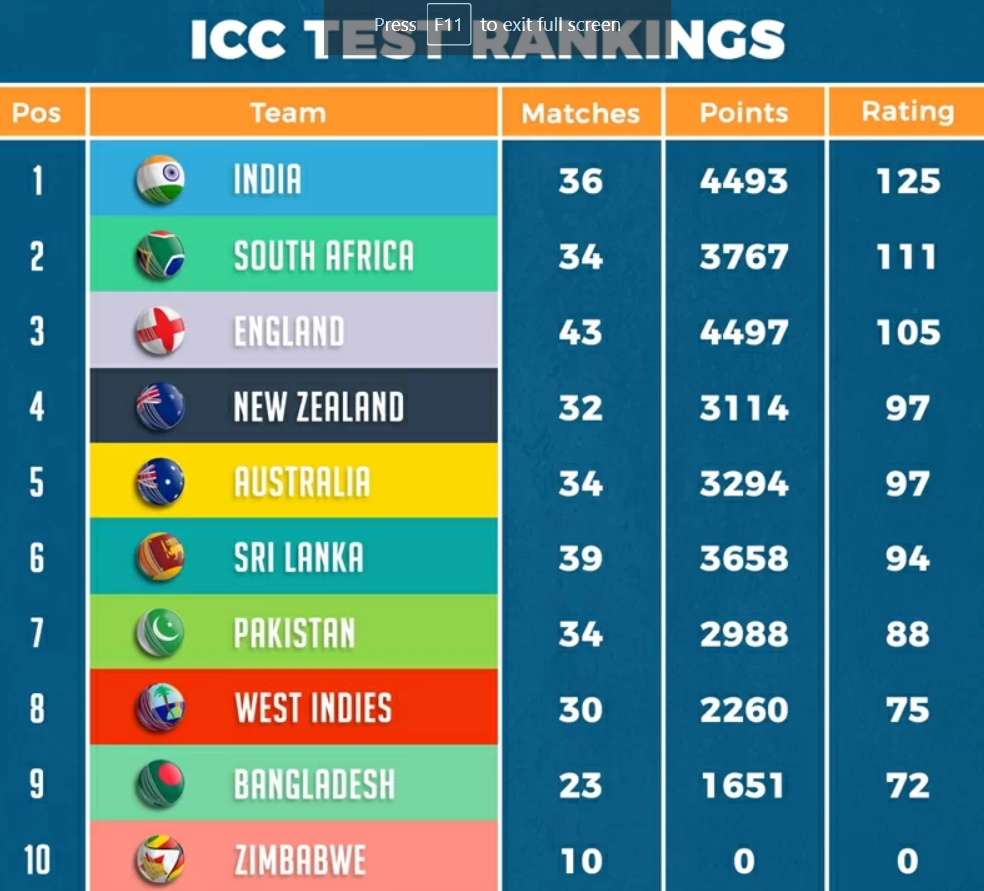 ICC TEST RANKINGS
Press F11 to exit full screen
Pos Team Matches Points Rating
1 INDIA 36 4493 125
2 SOUTH AFRICA 34 3767 111
3 ENGLAND 43 4497 105
4 NEW ZEALAND 32 3114 97
5 AUSTRALIA 34 3294 97
6 SRI LANKA 39 3658 94
7 PAKISTAN 34 2988 88
8 WEST INDIES 30 2260 75
9 BANGLADESH 23 1651 72
10 ZIMBABWE 10 0 0